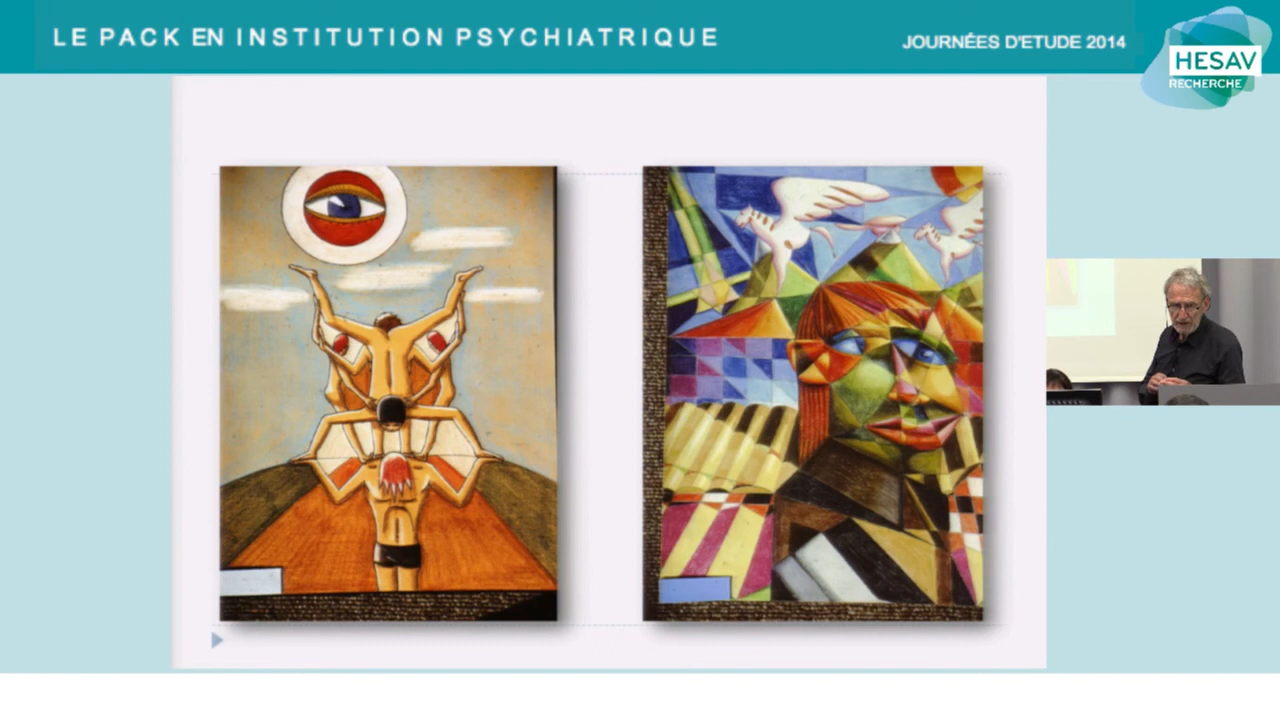 LE PACK EN INSTITUTION PSYCHIATRIQUE
JOURNÉES D'ETUDE 2014
HESAV
RECHERCHE